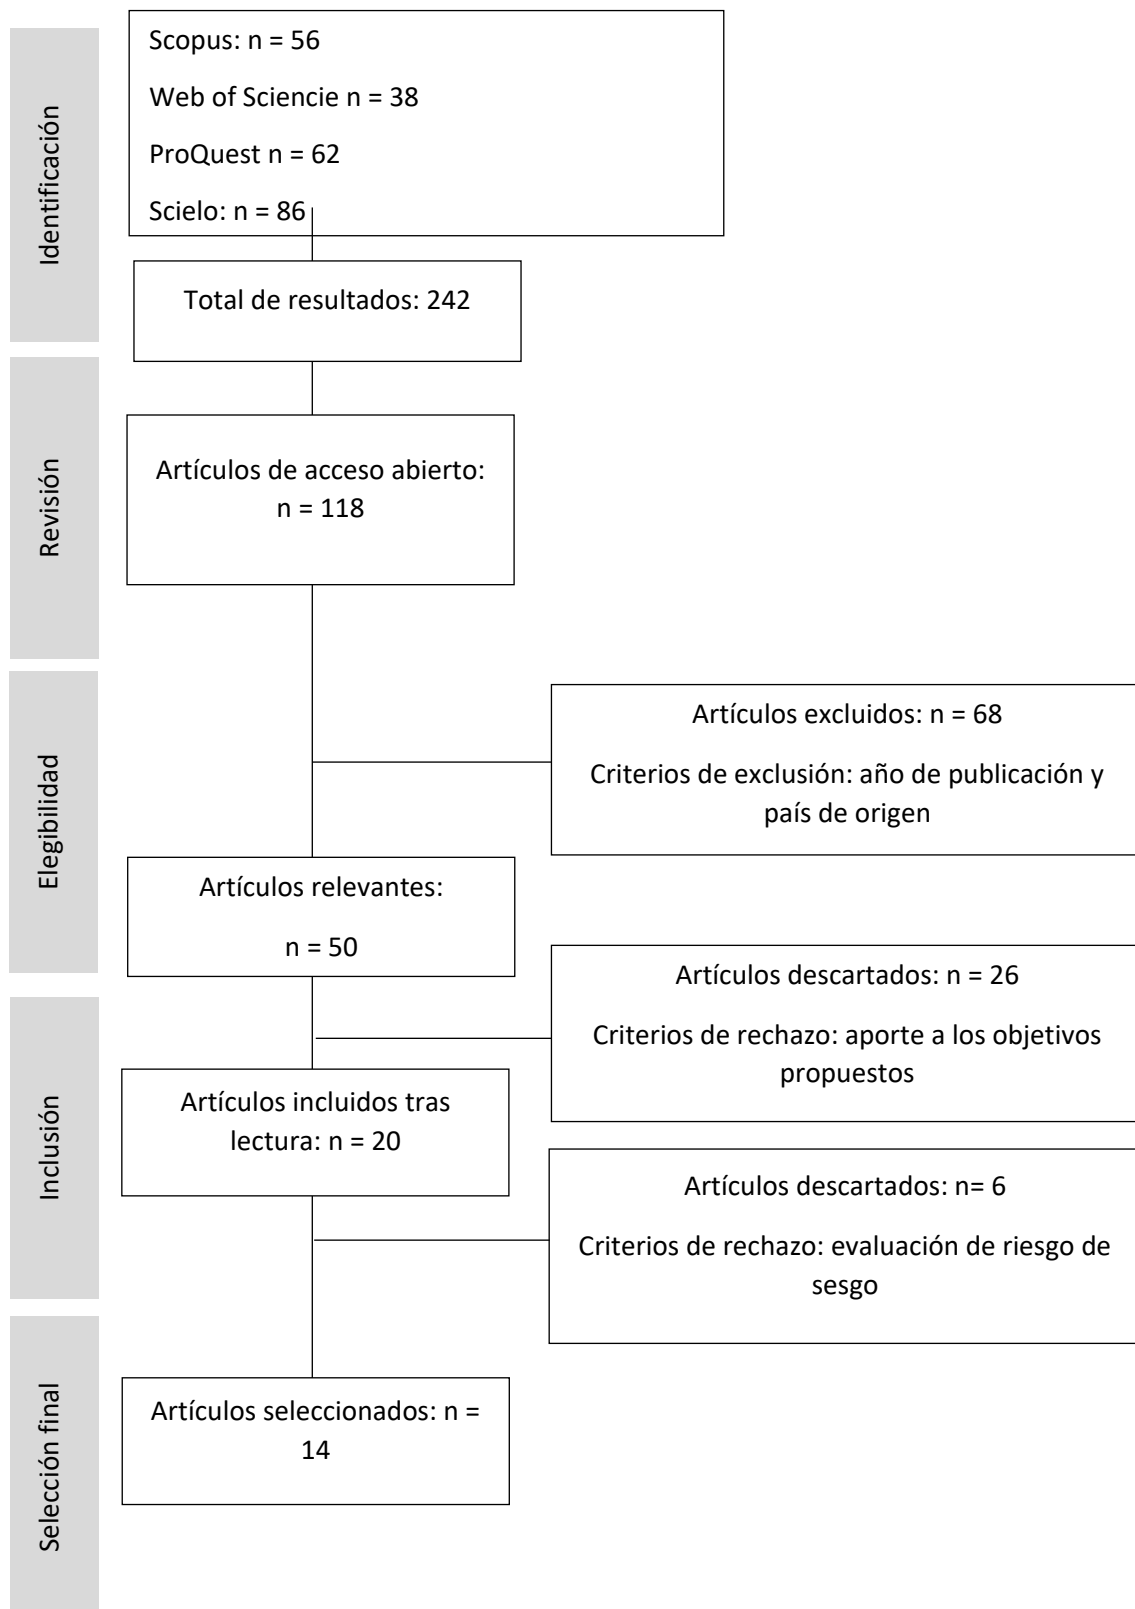 Identificación
Scopus: n = 56
Web of Sciencie n = 38
ProQuest n = 62
Scielo: n = 86
Total de resultados: 242
Revisión
Artículos de acceso abierto:
n = 118
Elegibilidad
Artículos excluidos: n = 68
Criterios de exclusión: año de publicación y
país de origen
Artículos relevantes:
n = 50
Artículos descartados: n = 26
Criterios de rechazo: aporte a los objetivos
propuestos
Inclusión
Artículos incluidos tras
lectura: n = 20
Artículos descartados: n= 6
Criterios de rechazo: evaluación de riesgo de
sesgo
Selección final
Artículos seleccionados: n =
14